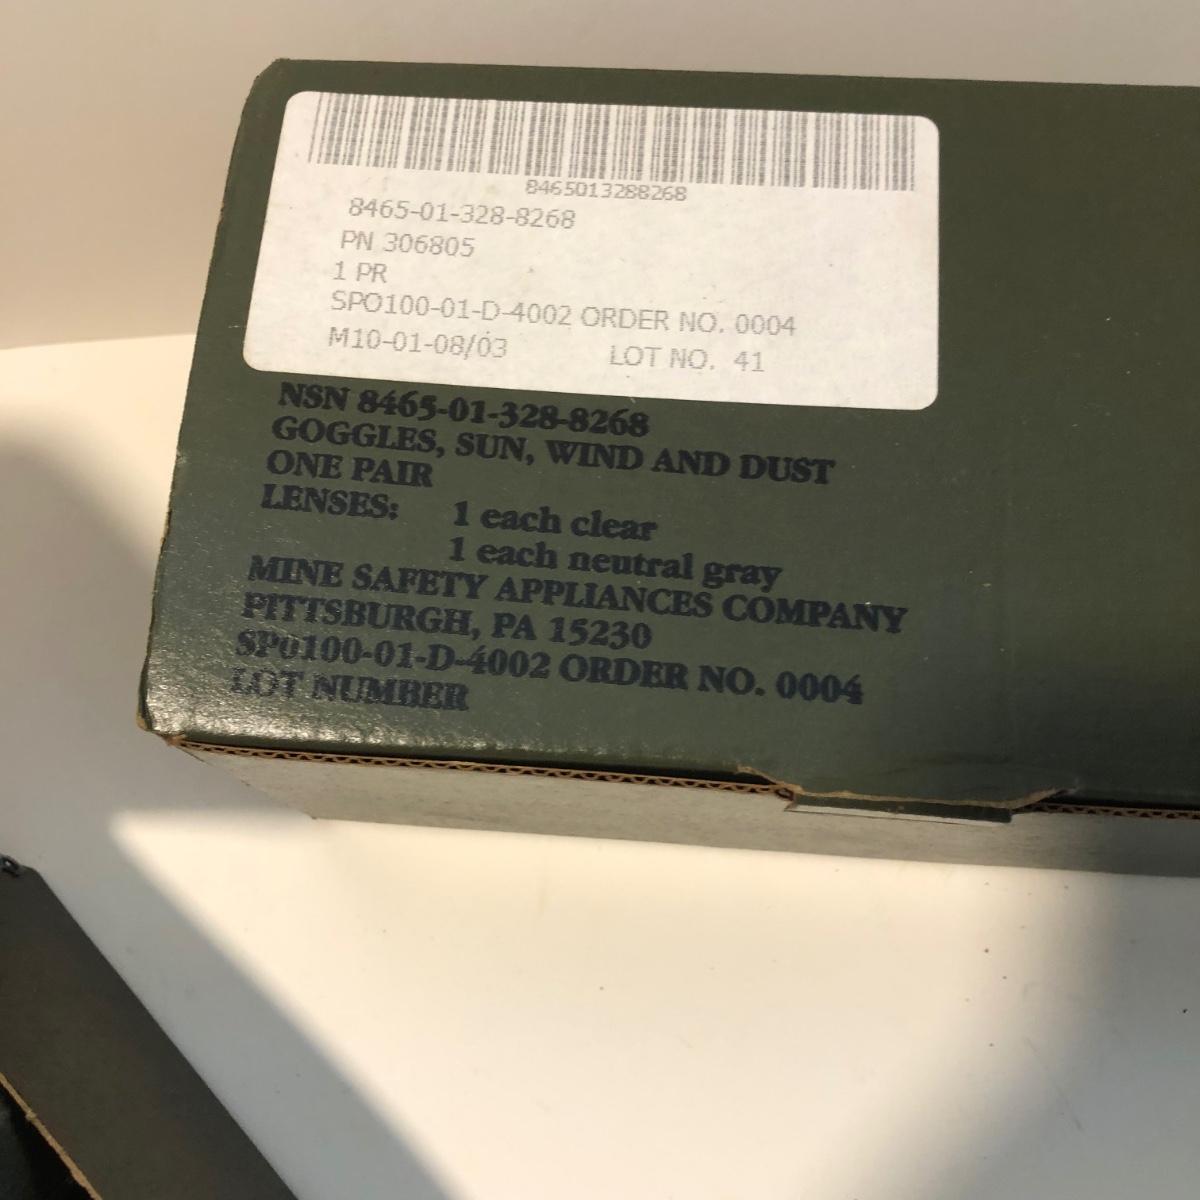 8465013288268
8465-01-328-8268
PN 306805
1 PR
SPO100-01-D-4002 ORDER NO. 0004
M10-01-08/03 LOT NO. 41
NSN 8465-01-328-8268
GOGGLES, SUN, WIND AND DUST
ONE PAIR
LENSES: 1 each clear
1 each neutral gray
MINE SAFETY APPLIANCES COMPANY
PITTSBURGH, PA 15230
SP0100-01-D-4002 ORDER NO. 0004
LOT NUMBER